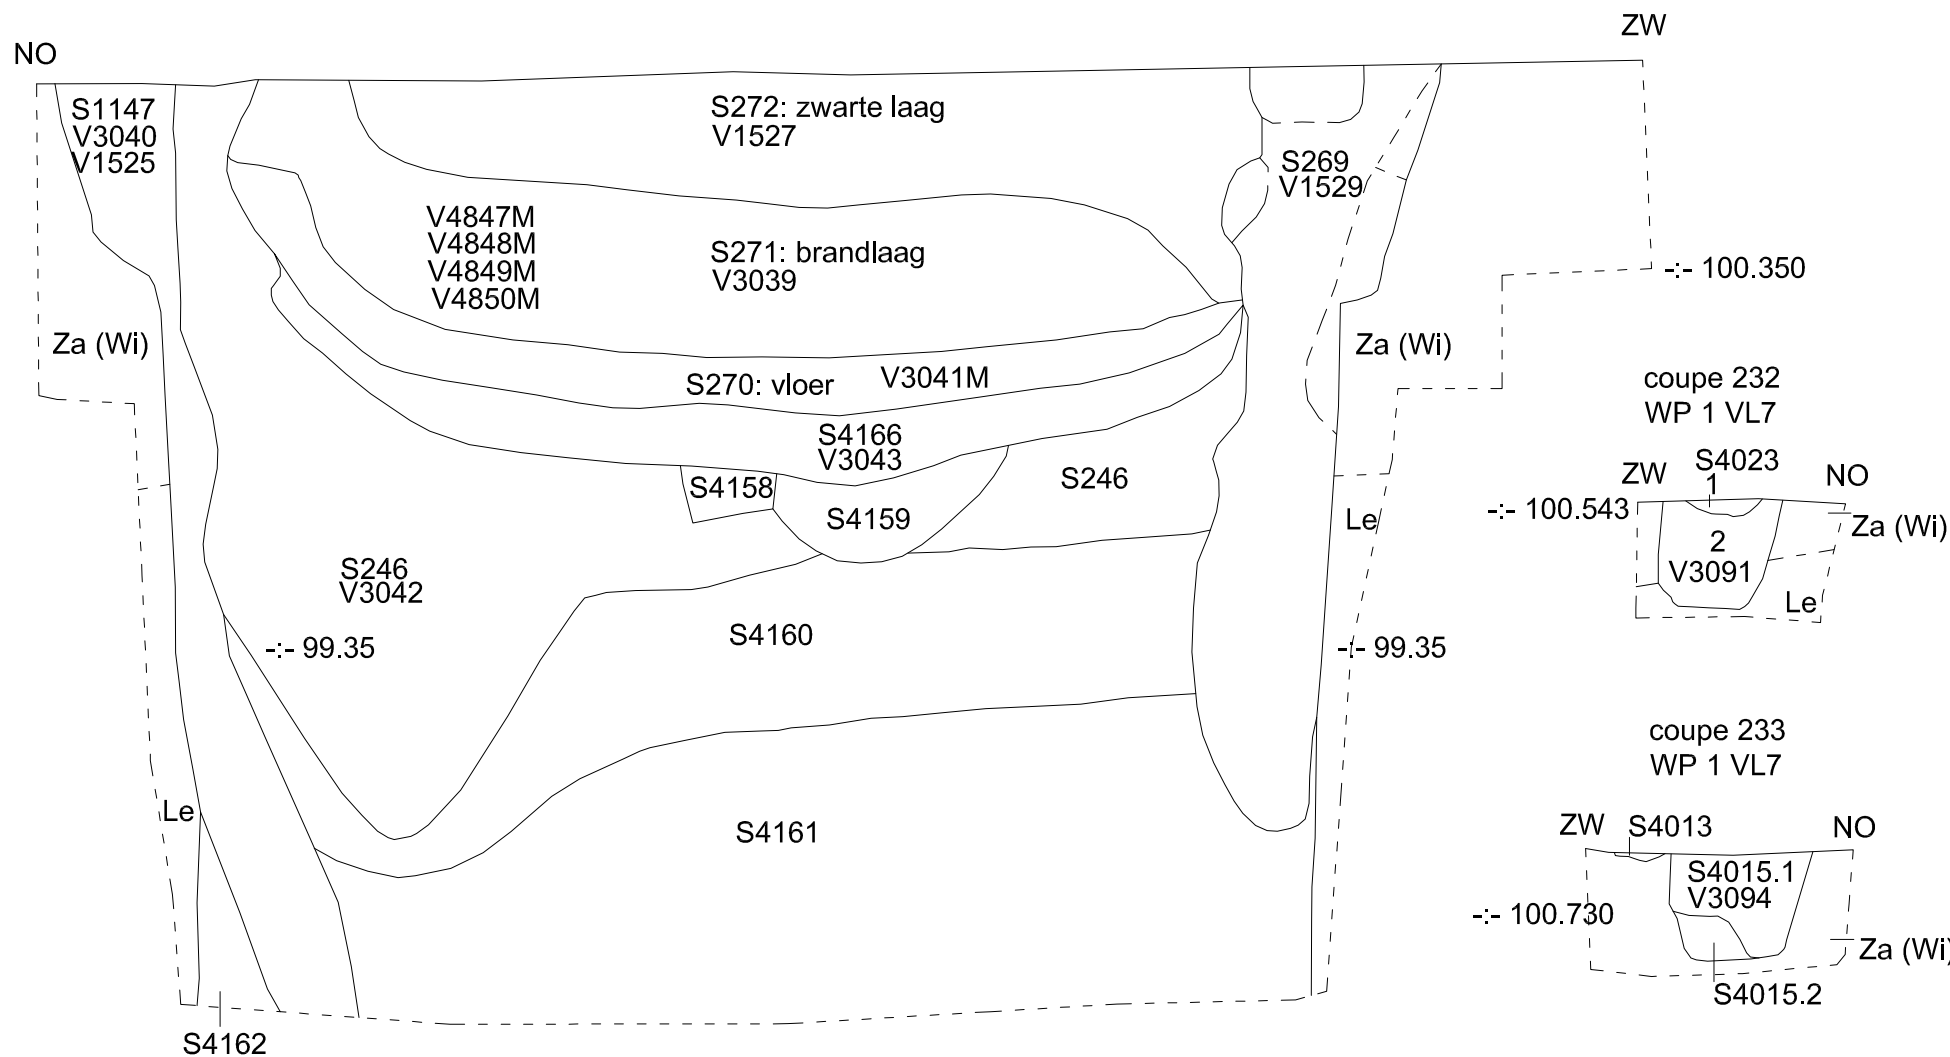 NO
ZW
S1147
V3040
V1525
S272: zwarte laag
V1527
S269
V1529
V4847M
V4848M
V4849M
V4850M
S271: brandlaag
V3039
-:- 100.350
Za (Wi)
Za (Wi)
S270: vloer
V3041M
S4166
V3043
S4158
S4159
S246
Le
S246
V3042
S4160
-:- 99.35
-:- 99.35
Le
S4161
S4162
coupe 232
WP 1 VL7
ZW
S4023
NO
1
-:- 100.543
Za (Wi)
2
V3091
Le
coupe 233
WP 1 VL7
ZW
S4013
NO
S4015.1
V3094
-:- 100.730
Za (Wi)
S4015.2